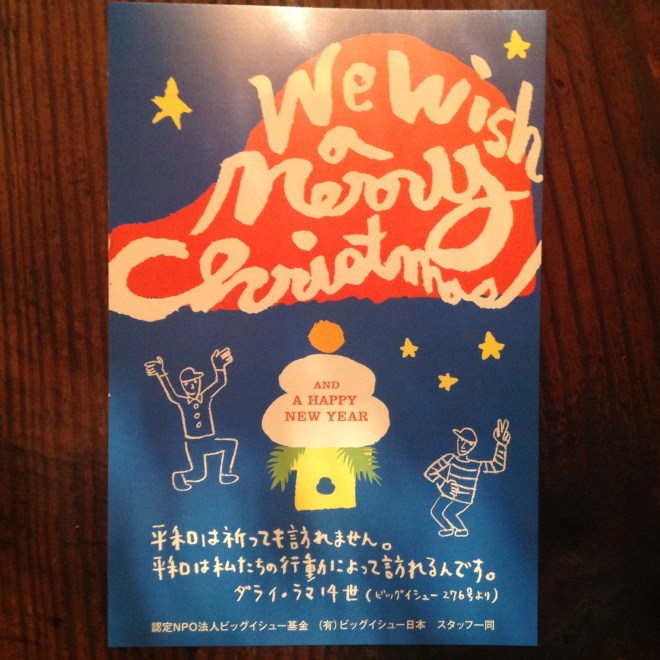 We Wish
a
Merry
Christmas
AND
A HAPPY
NEW YEAR
平和は祈っても訪れません。
平和は私たちの行動によって訪れるんです。
ダライ・ラマ14世(ビッグイシュー276号より)
認定NPO法人ビッグイシュー基金 (有)ビッグイシュー日本 スタッフ一同